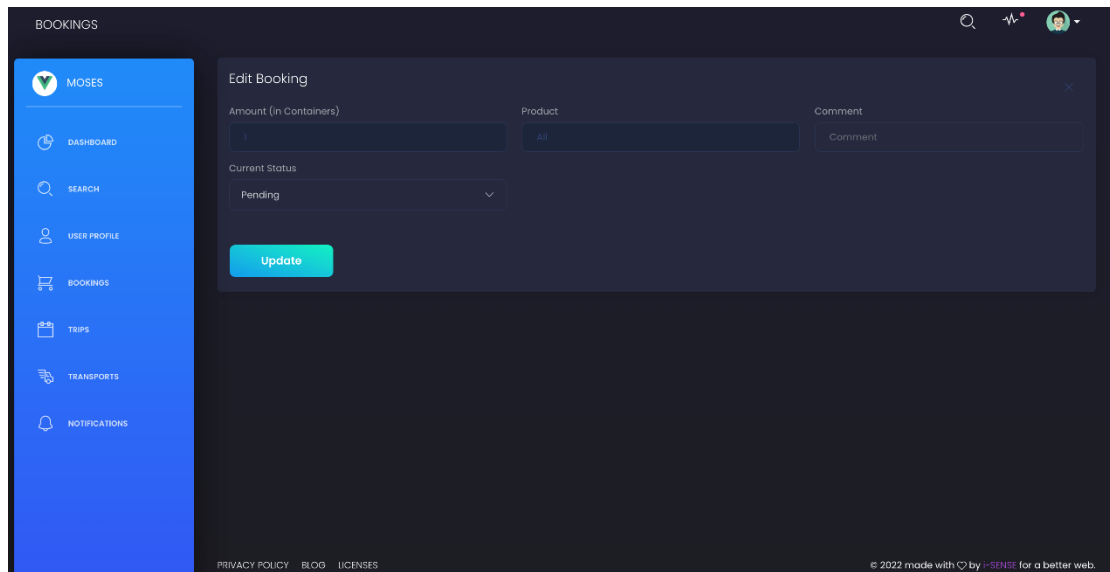 BOOKINGS
MOSES
DASHBOARD
SEARCH
USER PROFILE
BOOKINGS
TRIPS
TRANSPORTS
NOTIFICATIONS
Edit Booking
Amount (in Containers) Product Comment
1 All Comment
Current Status
Pending
Update
PRIVACY POLICY BLOG LICENSES © 2022 made with ♡ by i-SENSE for a better web.